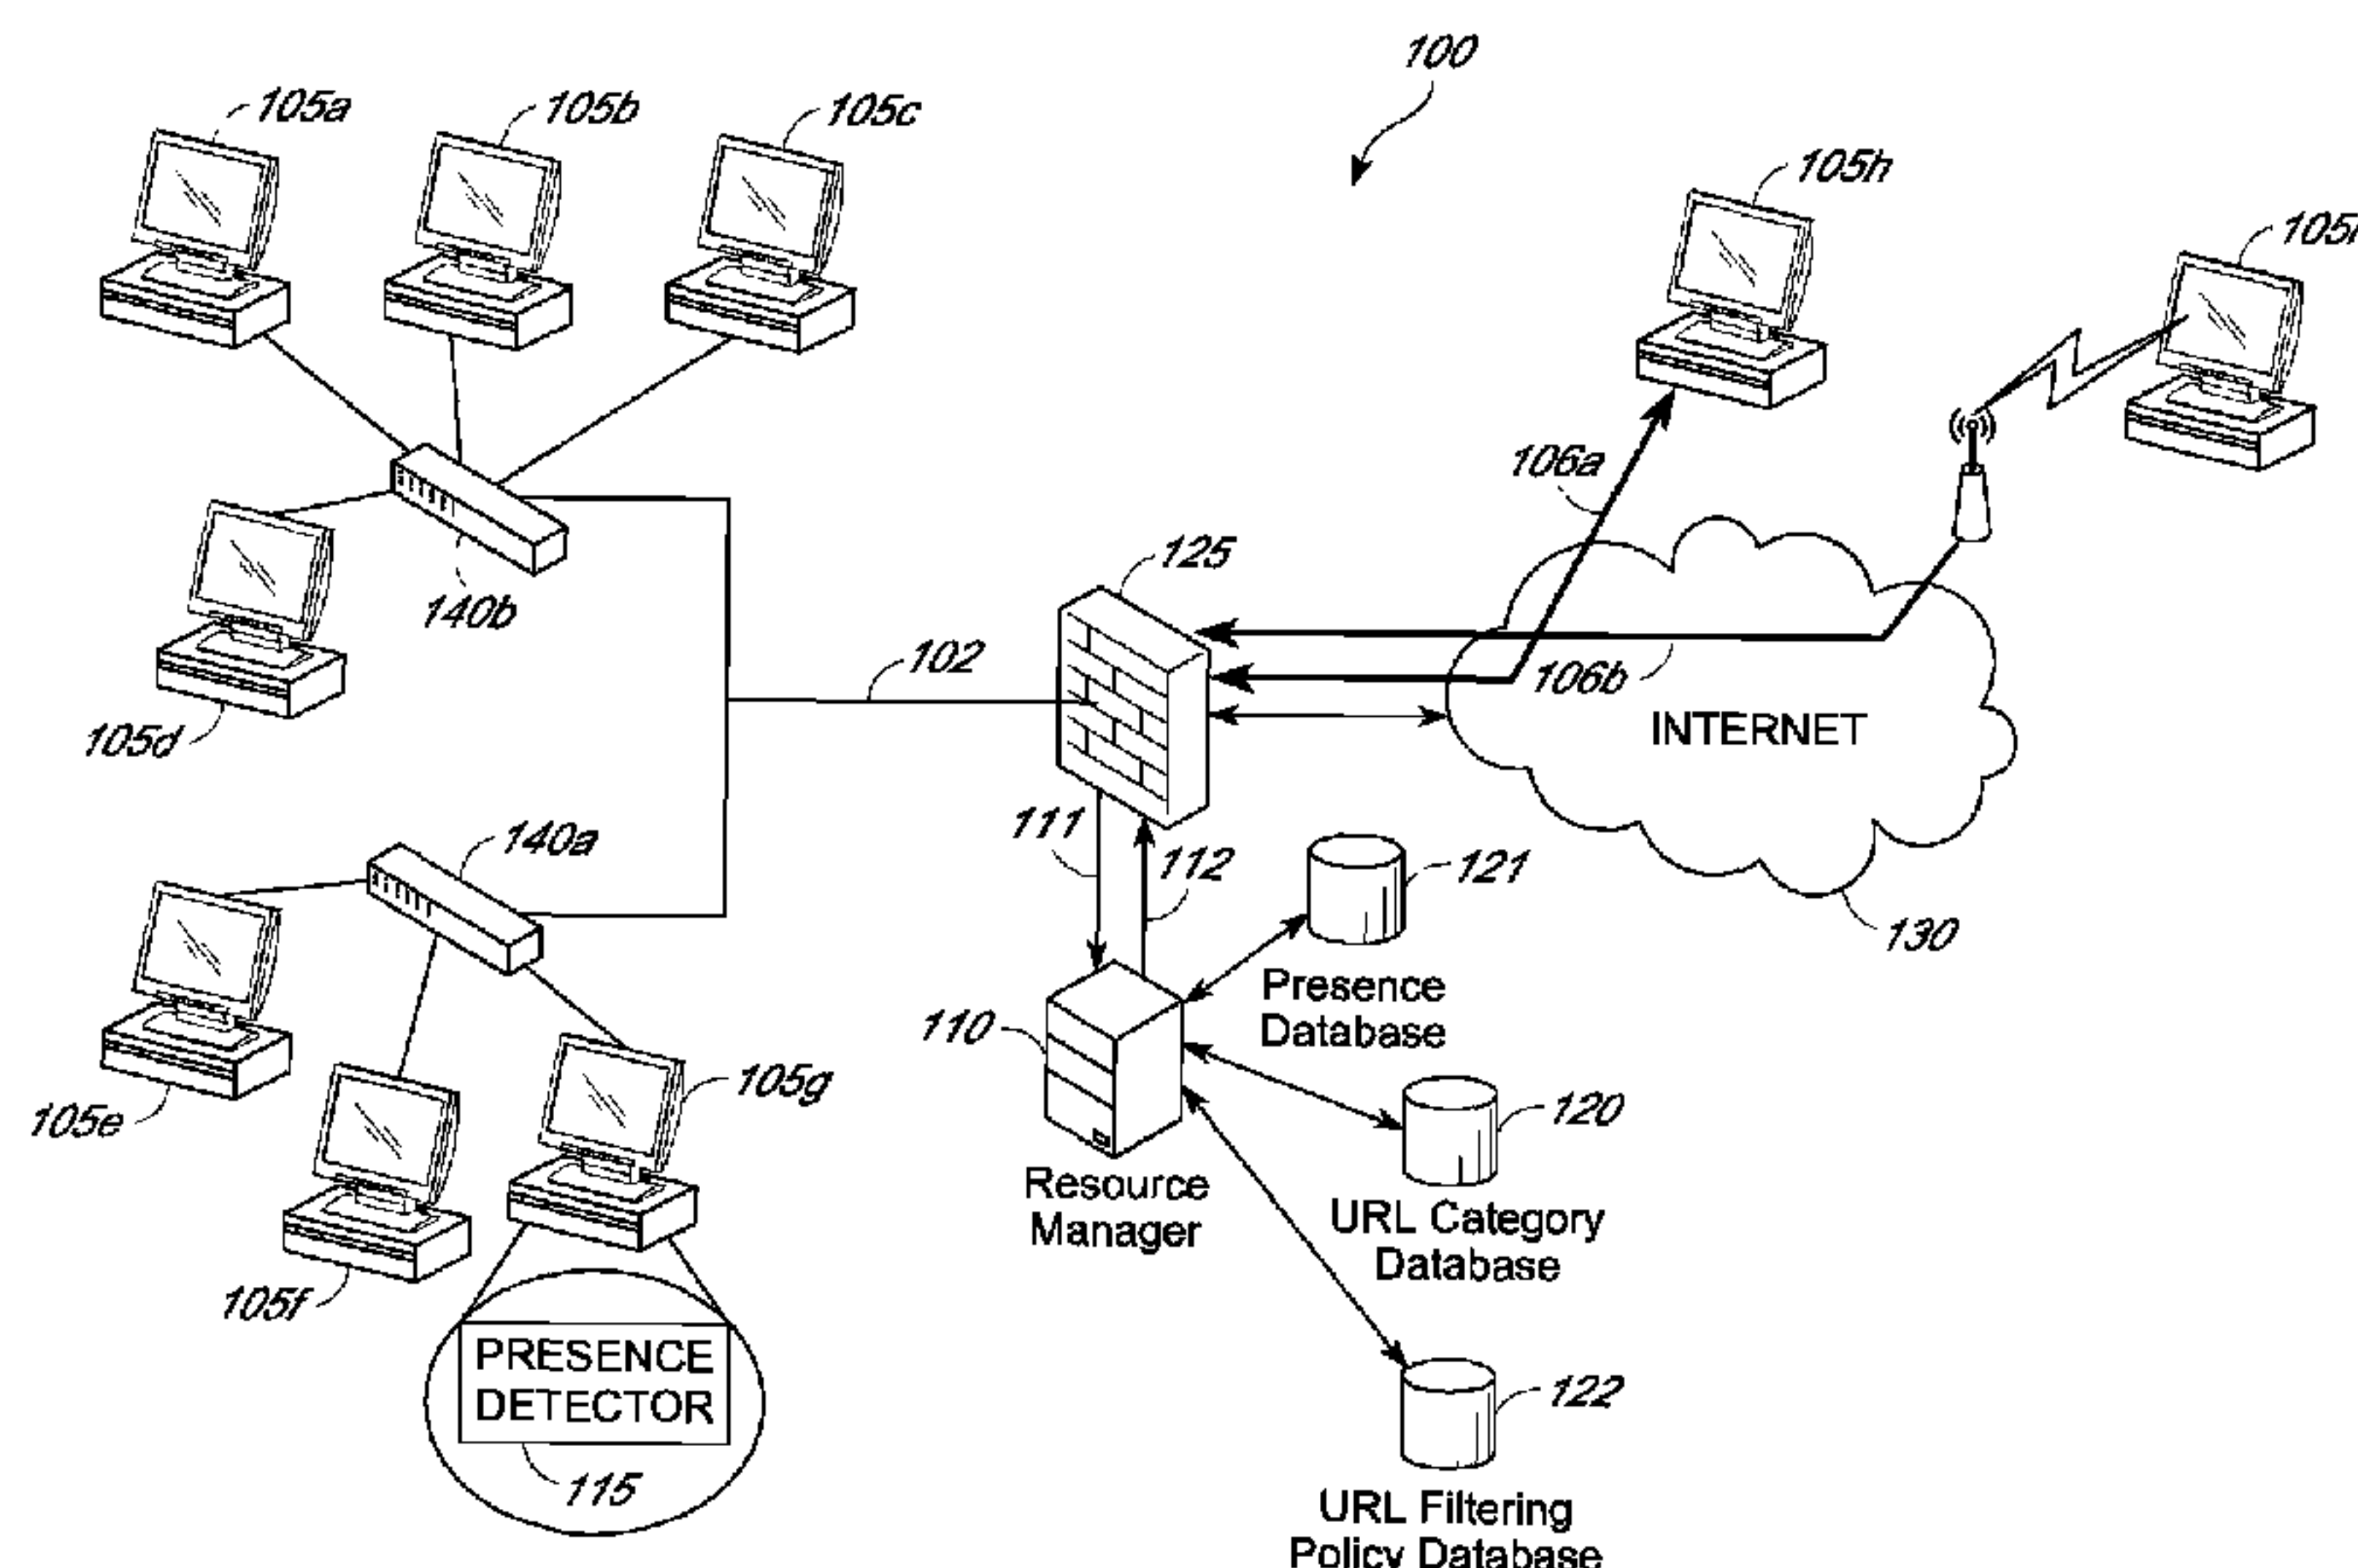 100
105a
105b
105c
105h
125
106a
140b
102
106b
INTERNET
105d
111
112
140a
121
130
Presence
Database
110
105g
120
105e
Resource
Manager
URL Category
Database
105f
PRESENCE
DETECTOR
115
122
URL Filtering
Policy Database